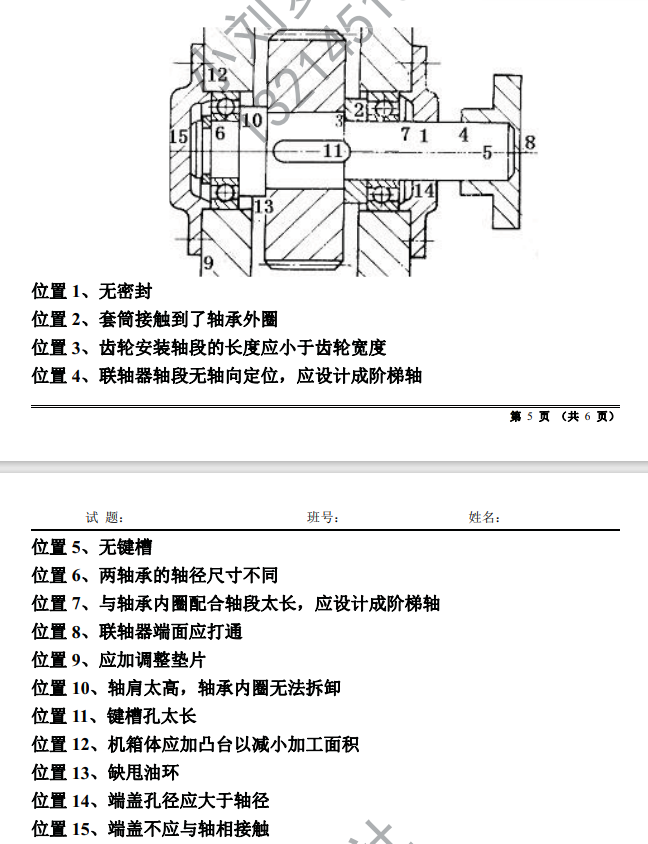 小刘
1321451
12
10
2
3
15
6
7
1
4
8
11
5
13
14
9
位置 1、无密封
位置 2、套筒接触到了轴承外圈
位置 3、齿轮安装轴段的长度应小于齿轮宽度
位置 4、联轴器轴段无轴向定位，应设计成阶梯轴
第 5 页 （共 6 页）
试 题： 班号： 姓名：
位置 5、无键槽
位置 6、两轴承的轴径尺寸不同
位置 7、与轴承内圈配合轴段太长，应设计成阶梯轴
位置 8、联轴器端面应打通
位置 9、应加调整垫片
位置 10、轴肩太高，轴承内圈无法拆卸
位置 11、键槽孔太长
位置 12、机箱体应加凸台以减小加工面积
位置 13、缺甩油环
位置 14、端盖孔径应大于轴径
位置 15、端盖不应与轴相接触